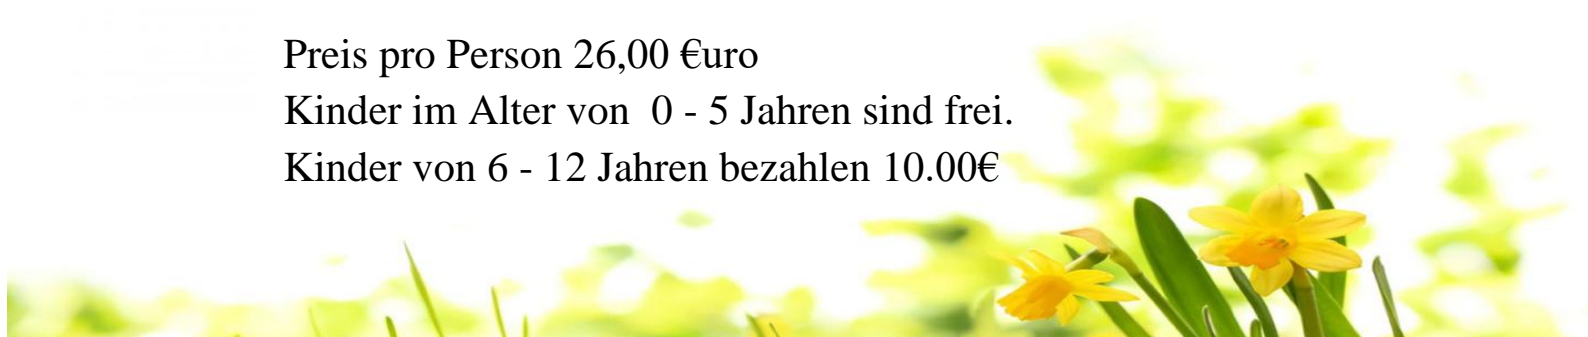 Preis pro Person 26,00 €uro
Kinder im Alter von  0 - 5 Jahren sind frei.
Kinder von 6 - 12 Jahren bezahlen 10.00€